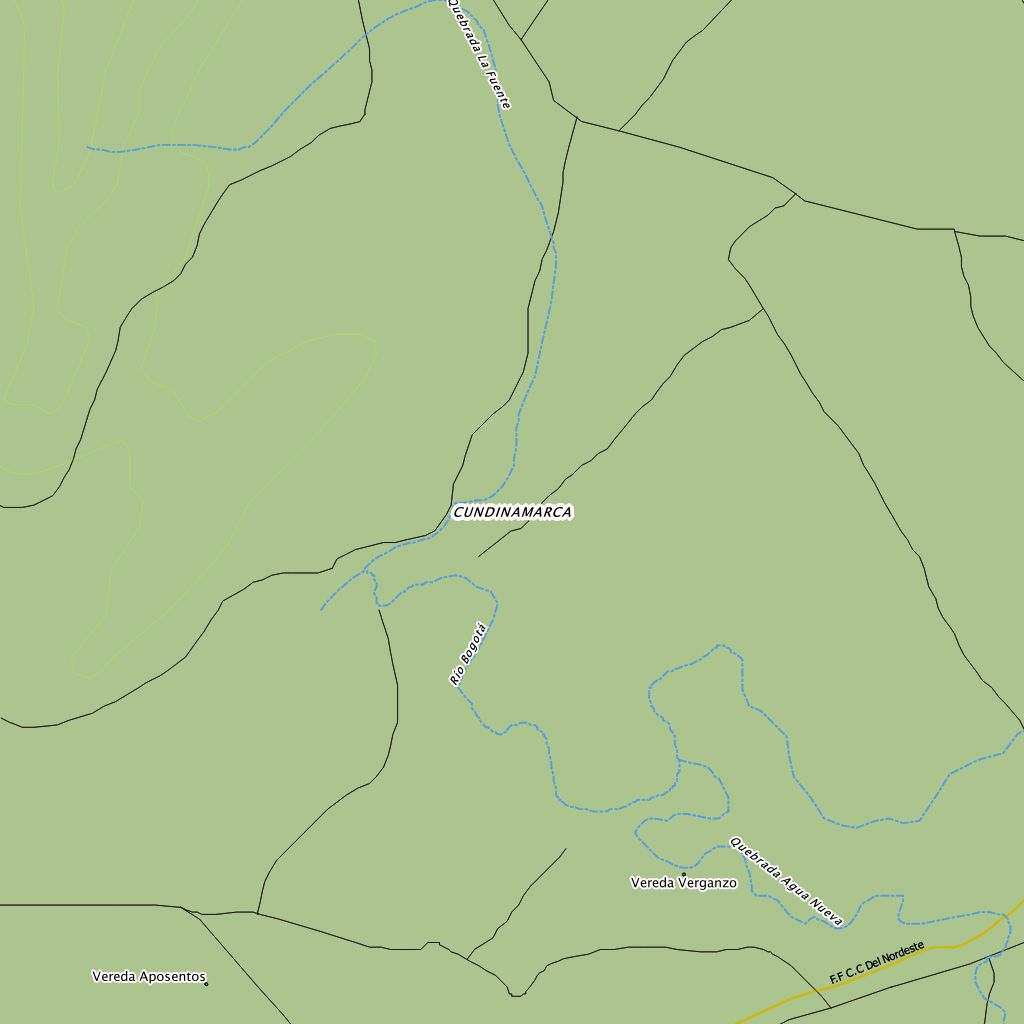 Quebrada La Fuente
CUNDINAMARCA
Río Bogotá
Quebrada Agua Nueva
Vereda Verganzo
F.F C.C Del Nordeste
Vereda Aposentos